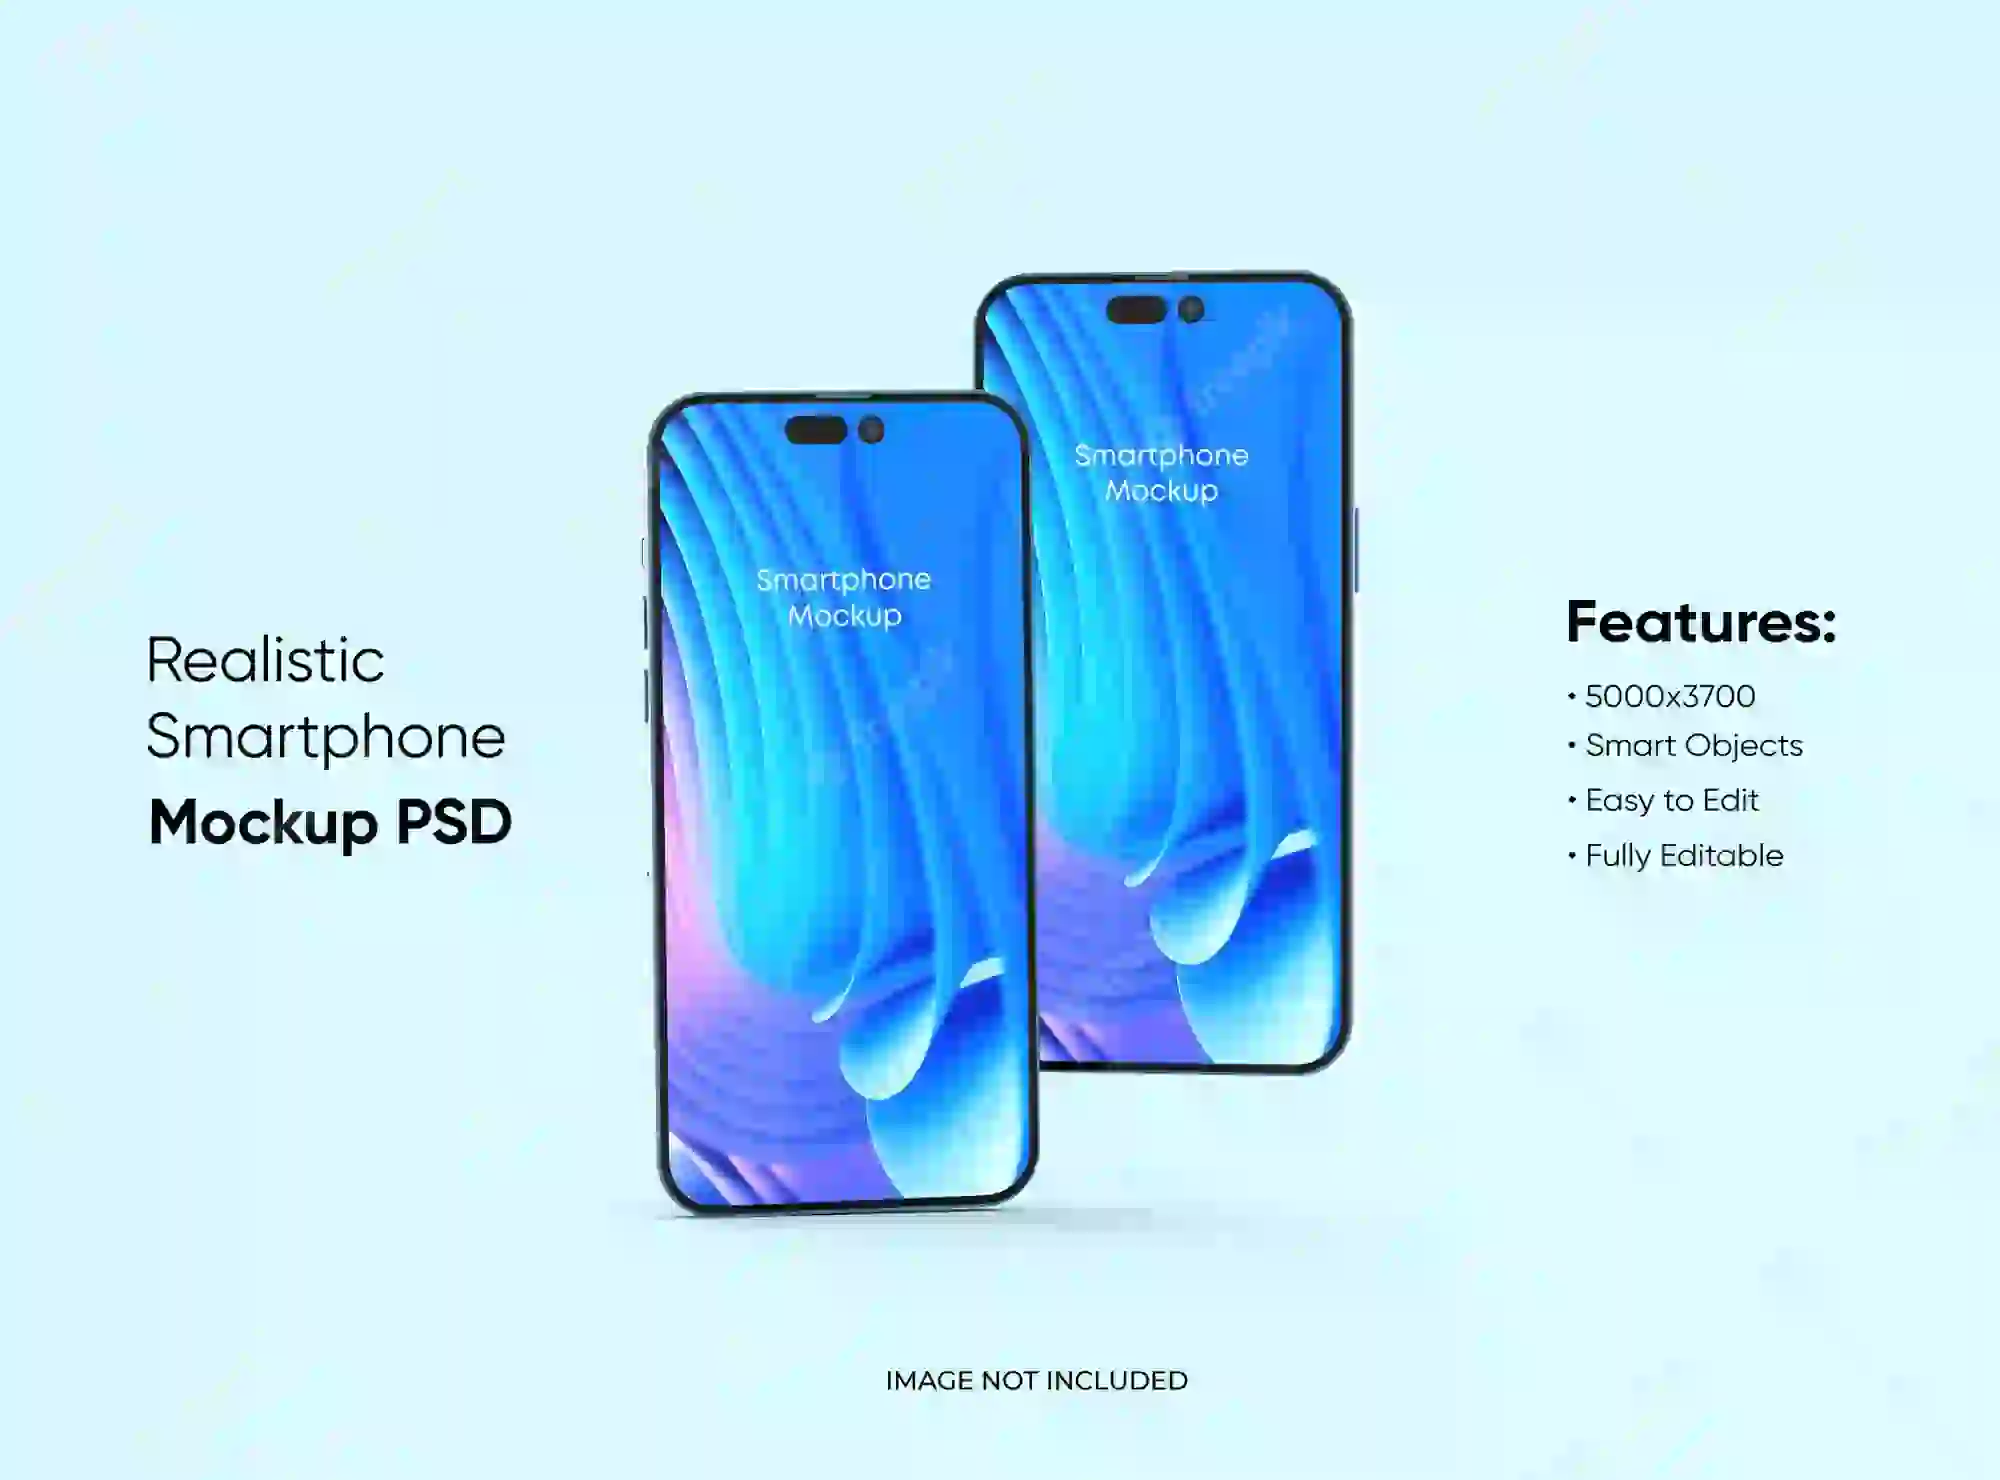 Realistic
Smartphone
Mockup PSD
Smartphone
Mockup
Smartphone
Mockup
Features:
• 5000x3700
• Smart Objects
• Easy to Edit
• Fully Editable
IMAGE NOT INCLUDED